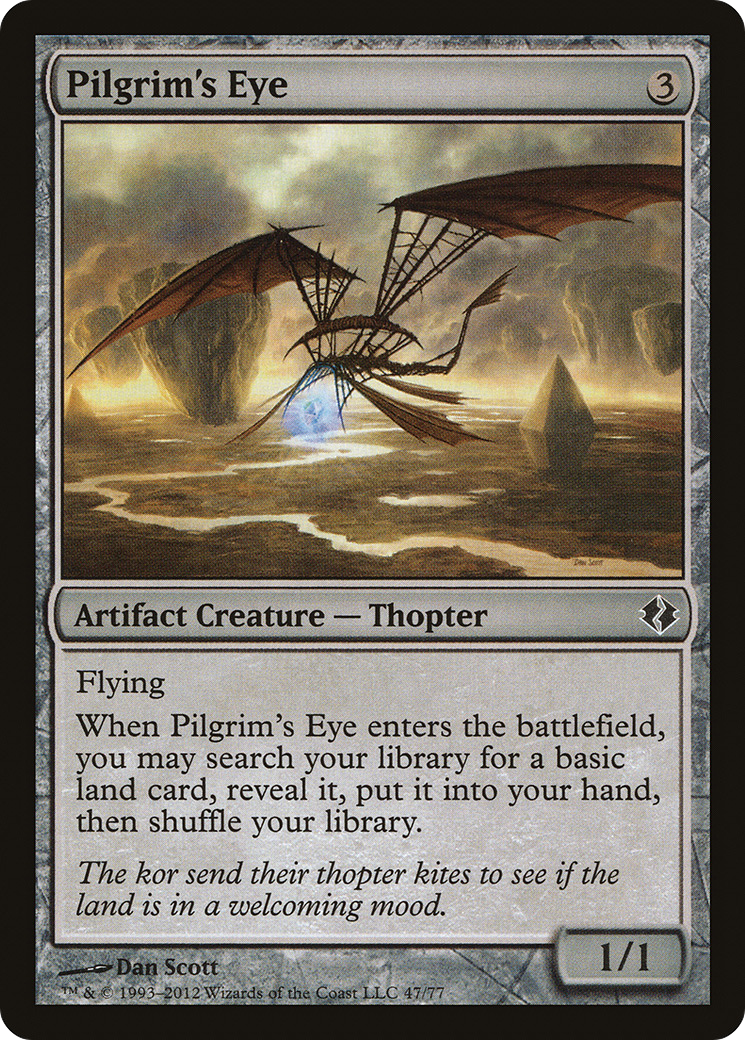 Pilgrim's Eye 3
DAN SCOTT
Artifact Creature — Thopter
Flying
When Pilgrim's Eye enters the battlefield,
you may search your library for a basic
land card, reveal it, put it into your hand,
then shuffle your library.
The kor send their thopter kites to see if the
land is in a welcoming mood.
1/1
Dan Scott
™ & © 1993–2012 Wizards of the Coast LLC 47/77